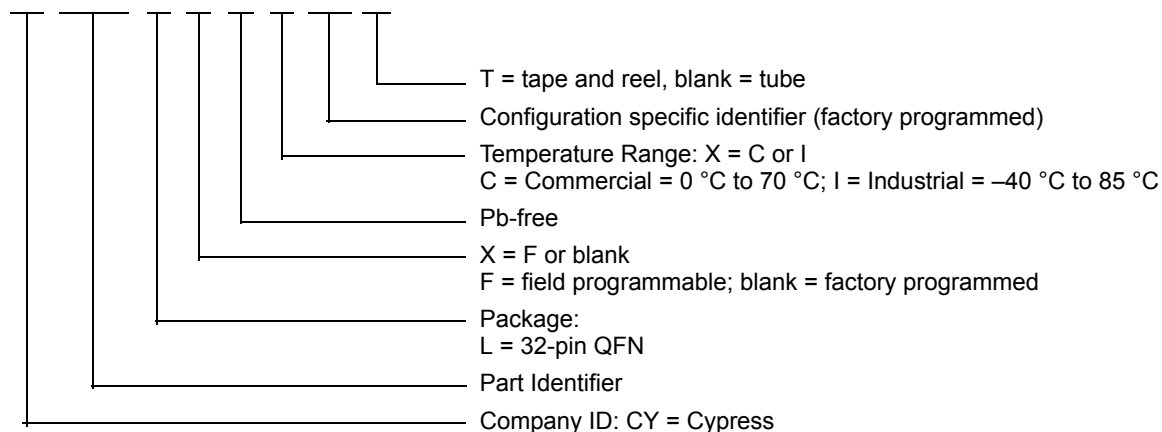 T = tape and reel, blank = tube
Configuration specific identifier (factory programmed)
Temperature Range: X = C or I
C = Commercial = 0 °C to 70 °C; I = Industrial = –40 °C to 85 °C
Pb-free
X = F or blank
F = field programmable; blank = factory programmed
Package:
L = 32-pin QFN
Part Identifier
Company ID: CY = Cypress